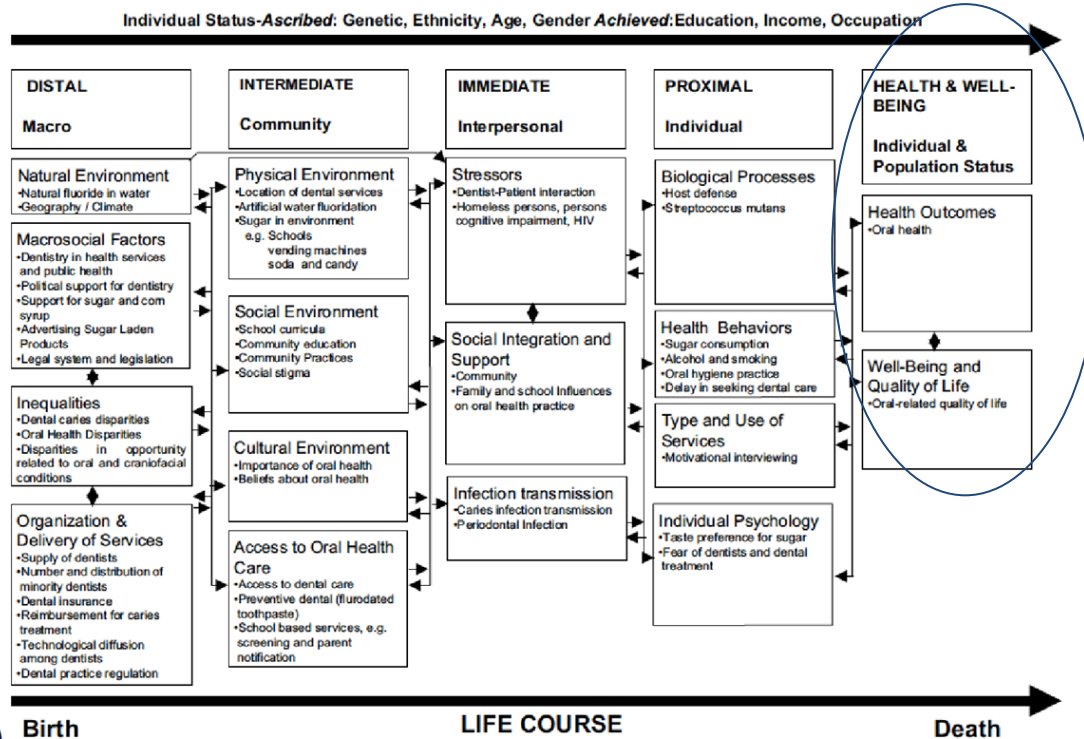 Individual Status-Ascribed: Genetic, Ethnicity, Age, Gender Achieved:Education, Income, Occupation
DISTAL
Macro
INTERMEDIATE
Community
IMMEDIATE
Interpersonal
PROXIMAL
Individual
HEALTH & WELL-
BEING
Individual &
Population Status
Natural Environment
•Natural fluoride in water
•Geography / Climate
Macrosocial Factors
•Dentistry in health services
and public health
•Political support for dentistry
•Support for sugar and corn
syrup
•Advertising Sugar Laden
Products
•Legal system and legislation
Inequalities
•Dental caries disparities
•Oral Health Disparities
•Disparities in opportunity
related to oral and craniofacial
conditions
Organization &
Delivery of Services
•Supply of dentists
•Number and distribution of
minority dentists
•Dental insurance
•Reimbursement for caries
treatment
•Technological diffusion
among dentists
•Dental practice regulation
Physical Environment
•Location of dental services
•Artificial water fluoridation
•Sugar in environment
e.g. Schools
vending machines
soda and candy
Social Environment
•School curricula
•Community education
•Community Practices
•Social stigma
Cultural Environment
•Importance of oral health
•Beliefs about oral health
Access to Oral Health
Care
•Access to dental care
•Preventive dental (flurodated
toothpaste)
•School based services, e.g.
screening and parent
notification
Stressors
•Dentist-Patient interaction
•Homeless persons, persons
cognitive impairment, HIV
Social Integration and
Support
•Community
•Family and school Influences
on oral health practice
Infection transmission
•Caries infection transmission
•Periodontal Infection
Biological Processes
•Host defense
•Streptococcus mutans
Health Behaviors
•Sugar consumption
•Alcohol and smoking
•Oral hygiene practice
•Delay in seeking dental care
Type and Use of
Services
•Motivational interviewing
Individual Psychology
•Taste preference for sugar
•Fear of dentists and dental
treatment
Health Outcomes
•Oral health
Well-Being and
Quality of Life
•Oral-related quality of life
Birth
LIFE COURSE
Death